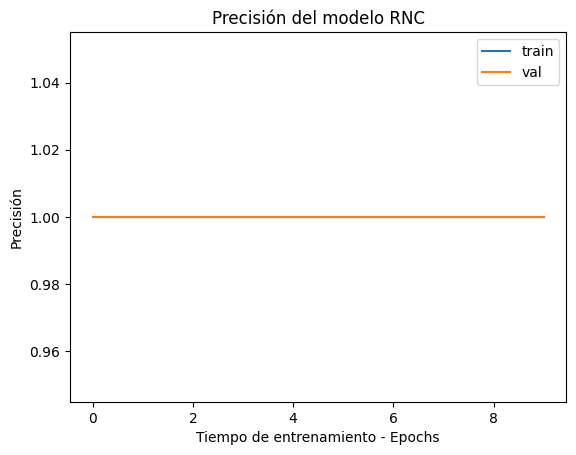 Precisión del modelo RNC
train
val
1.04
1.02
1.00
0.98
0.96
Precisión
0 2 4 6 8
Tiempo de entrenamiento - Epochs